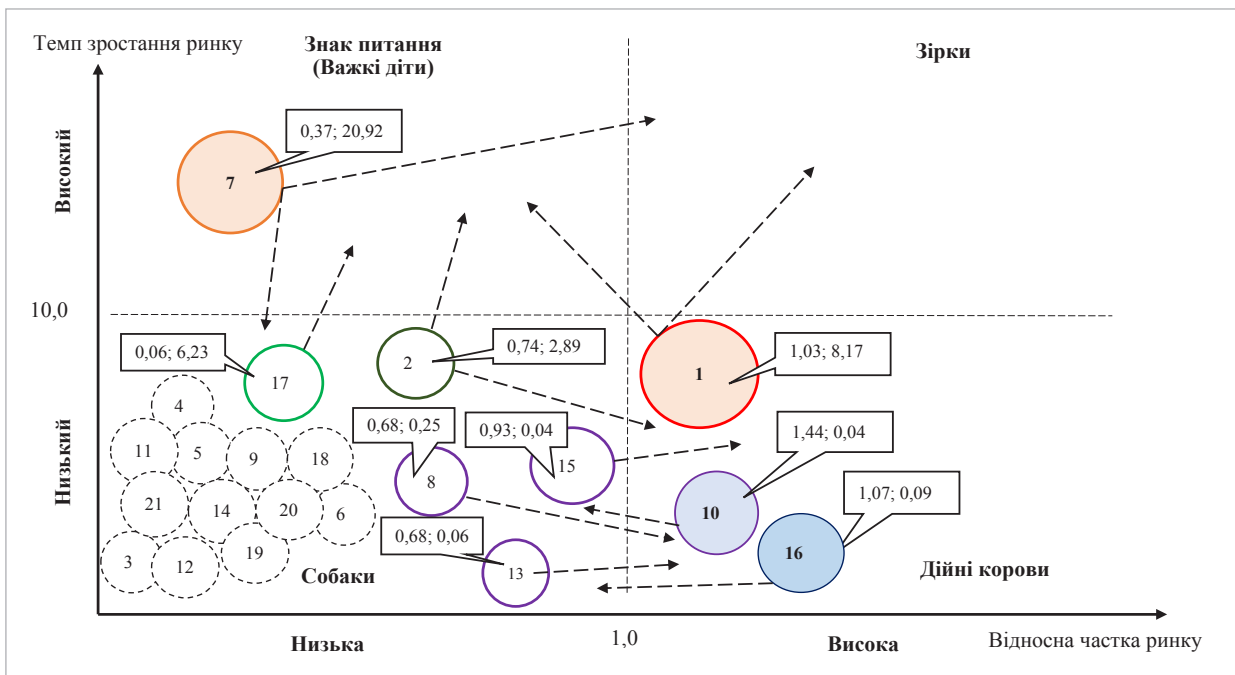 Темп зростання ринку
Знак питання
(Важкі діти)
Зірки
Високий
0,37; 20,92
7
10,0
0,06; 6,23
17
2
0,74; 2,89
1
1,03; 8,17
Низький
4
11
5
9
18
0,68; 0,25
8
0,93; 0,04
15
1,44; 0,04
10
21
14
20
6
1,07; 0,09
16
3
12
19
0,68; 0,06
13
Собаки
Дійні корови
Низька
1,0
Висока
Відносна частка ринку